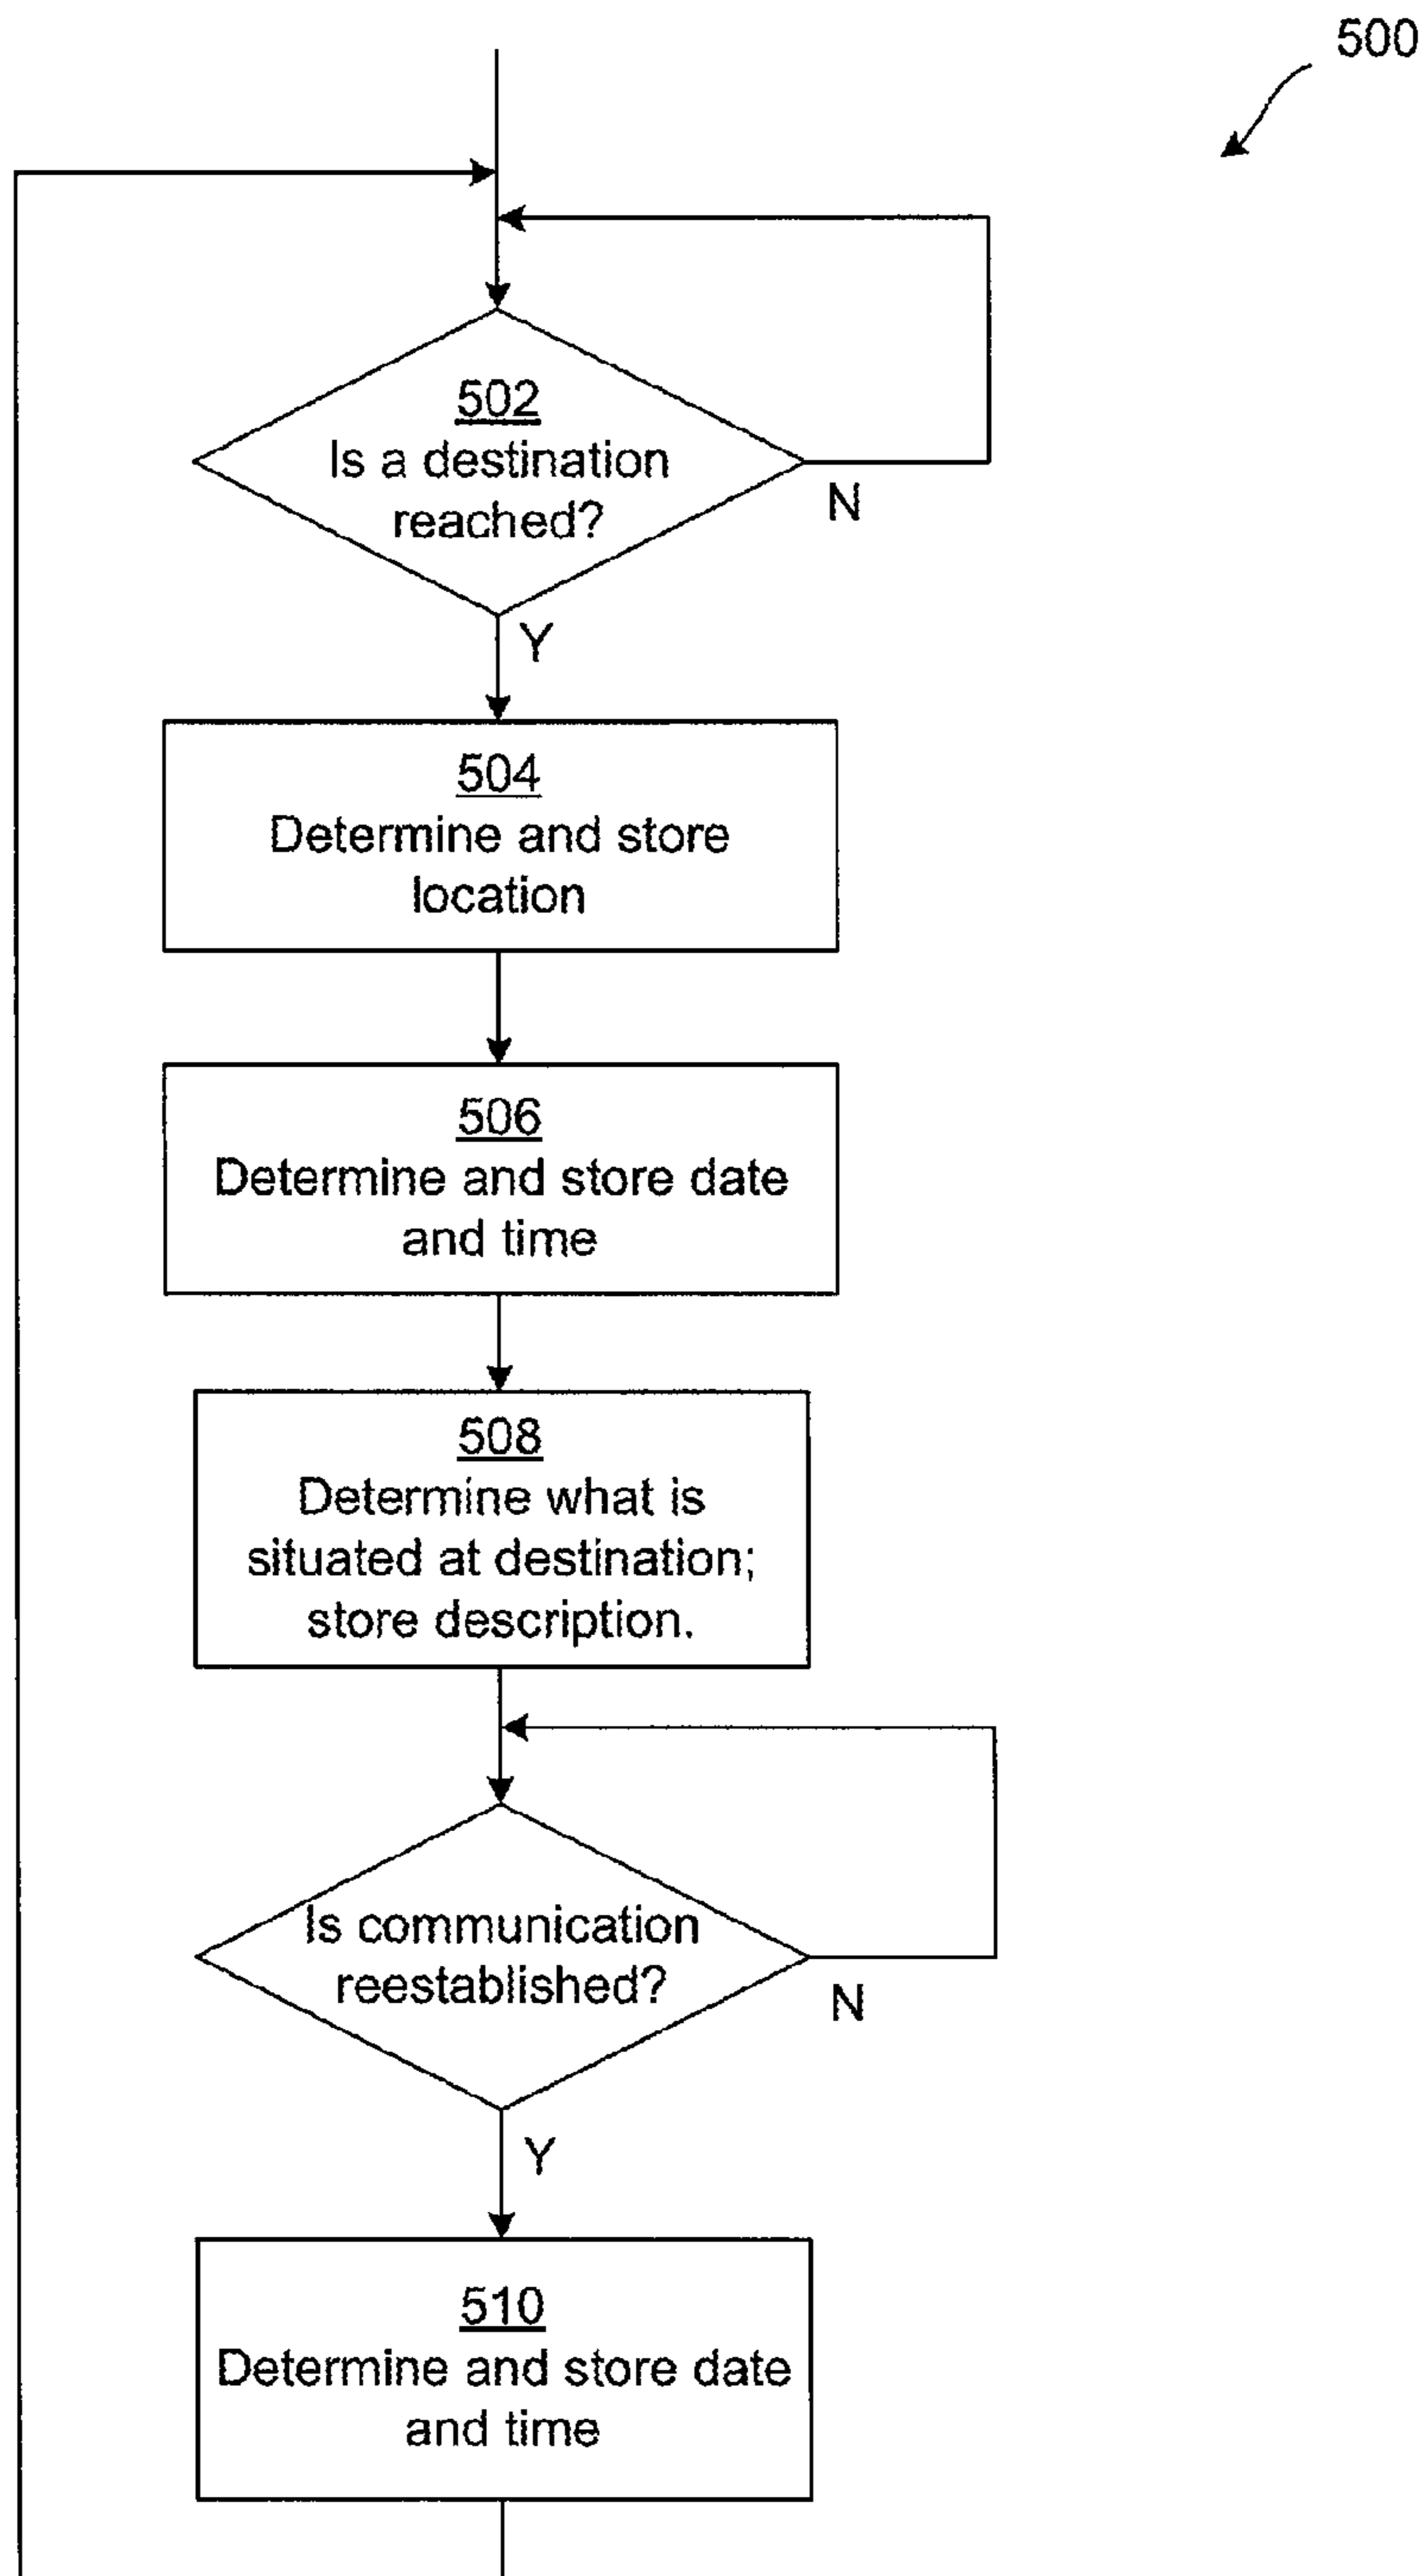 500
502
Is a destination
reached?
N
Y
504
Determine and store
location
506
Determine and store date
and time
508
Determine what is
situated at destination;
store description.
Is communication
reestablished?
N
Y
510
Determine and store date
and time